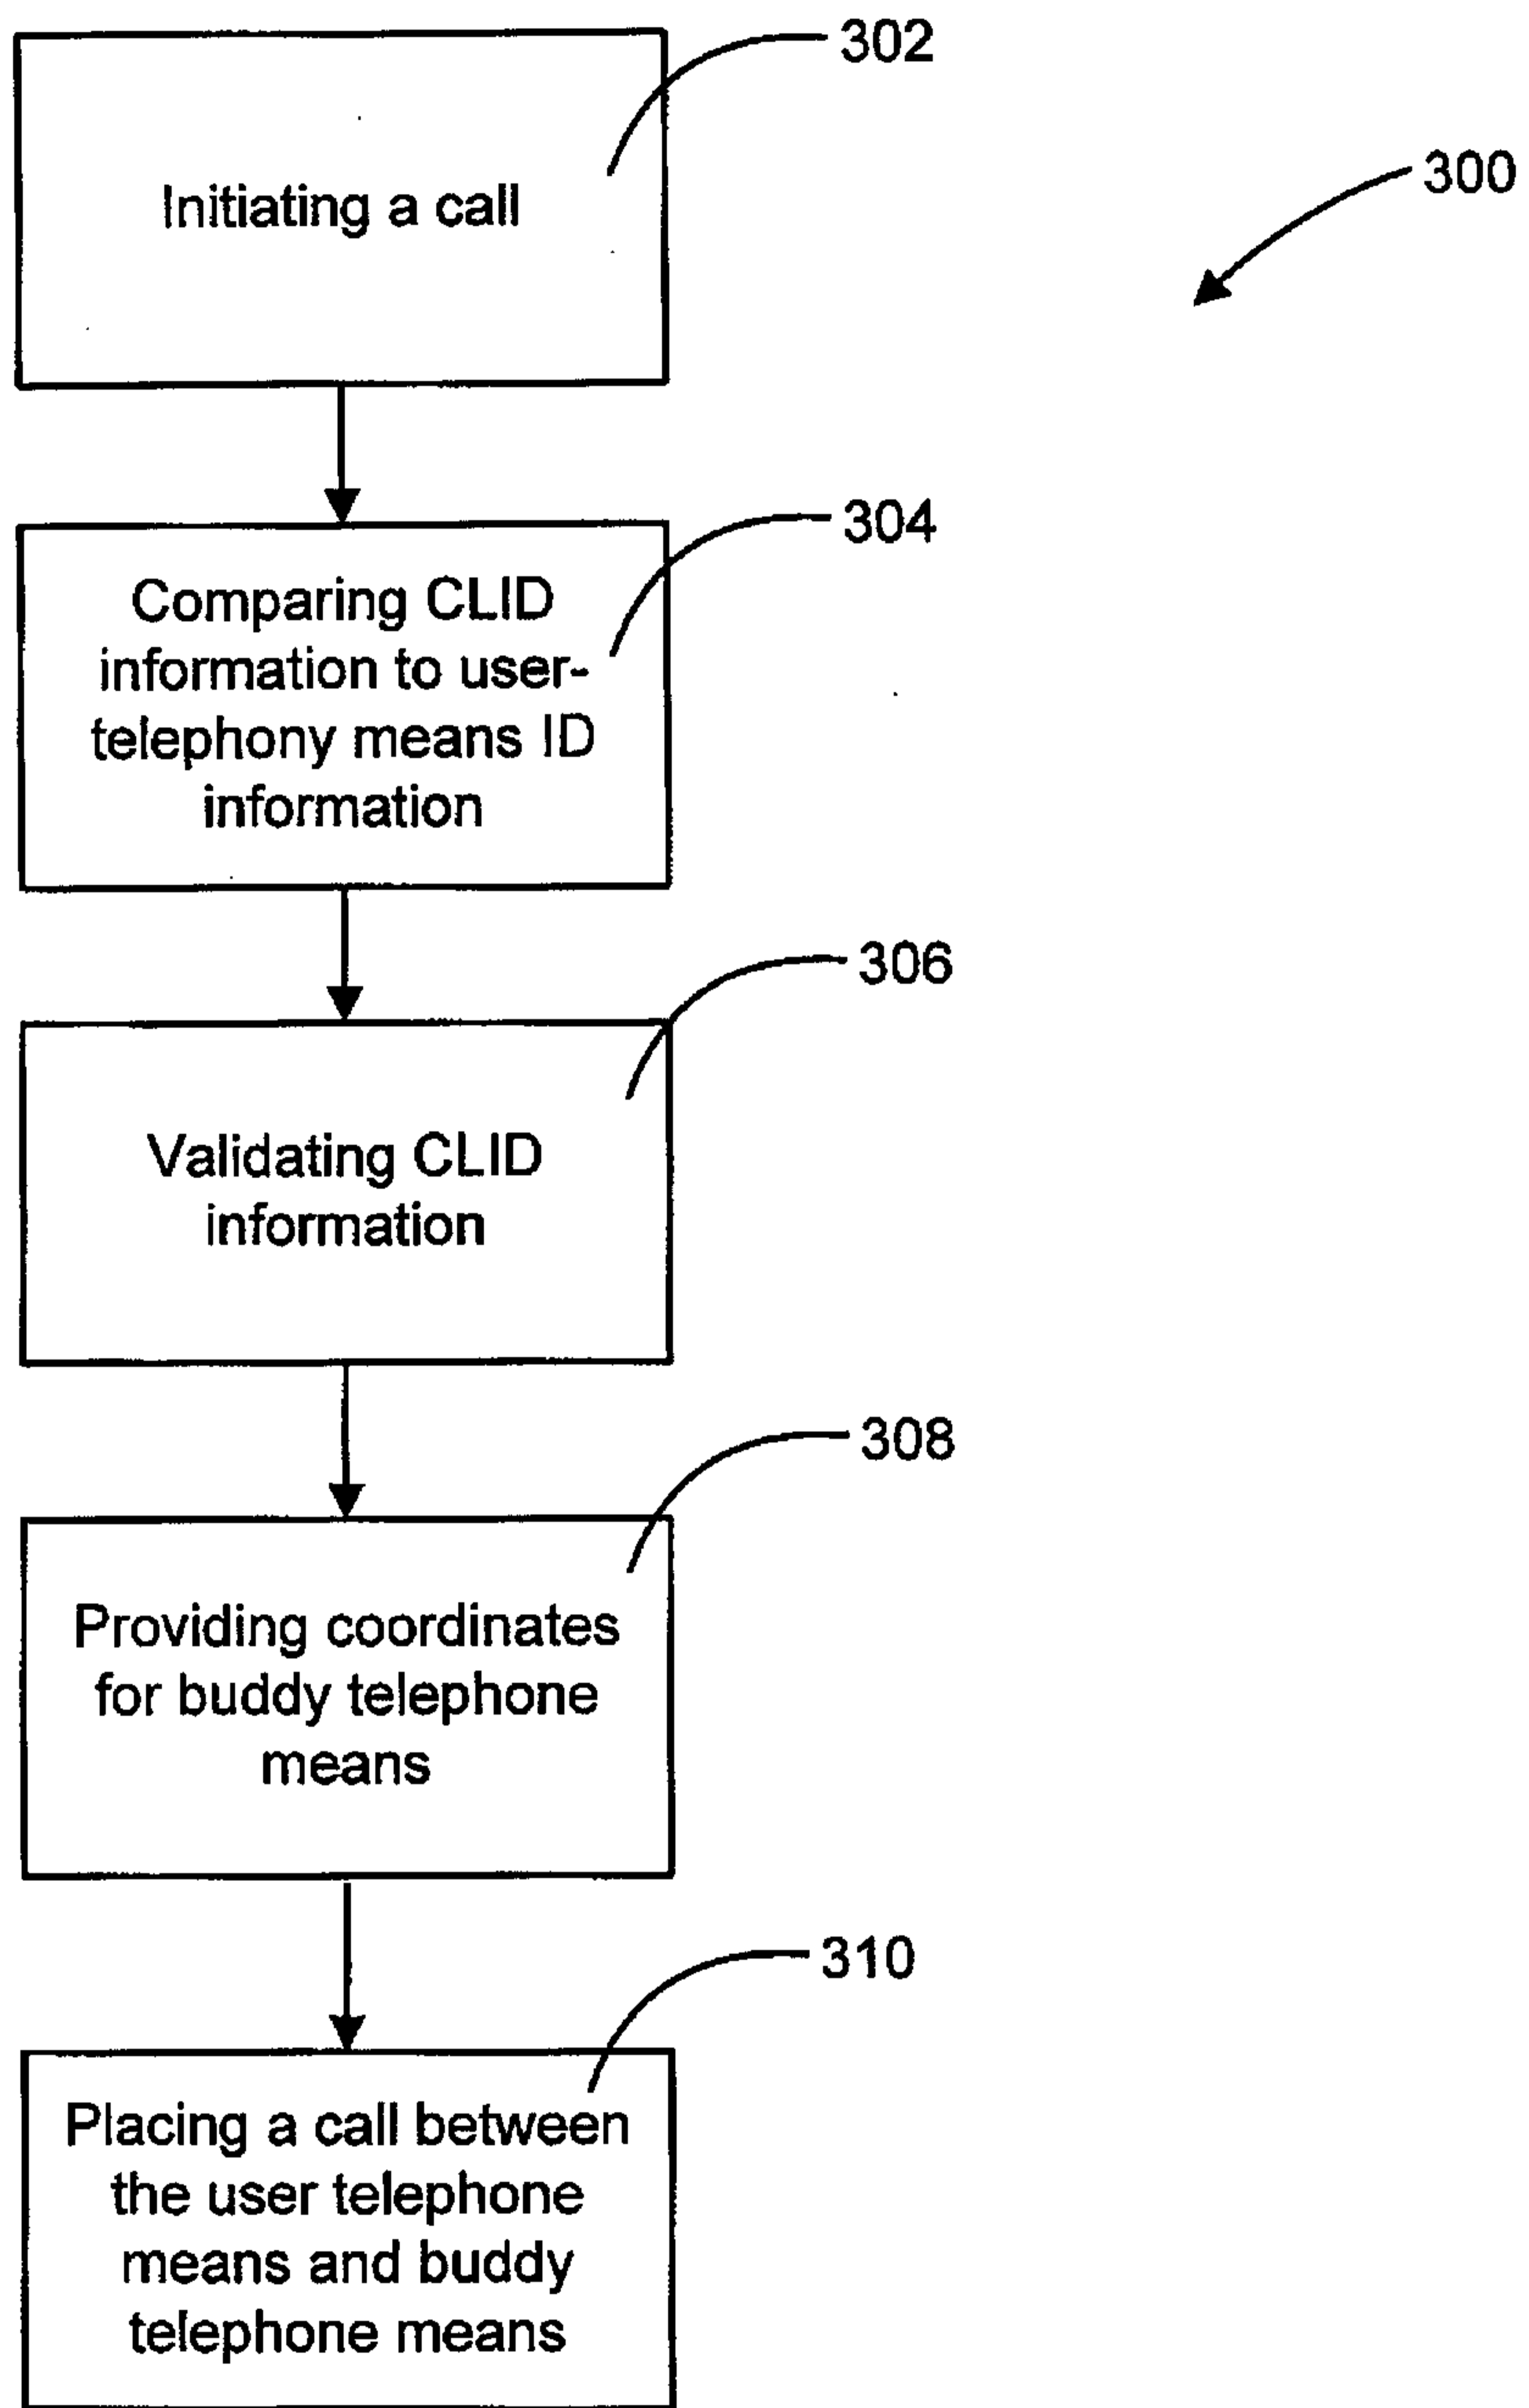 302
300
Initiating a call
304
Comparing CLID
information to user-
telephony means ID
information
306
Validating CLID
information
308
Providing coordinates
for buddy telephone
means
310
Placing a call between
the user telephone
means and buddy
telephone means